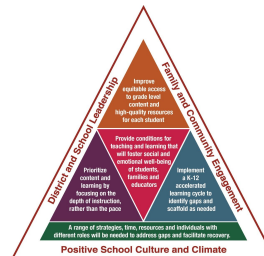 Improve
equitable access
to grade level
content and
high-quality resources
for each student
District and School Leadership
Family and Community Engagement
Provide conditions for
teaching and learning that
will foster social and
emotional well-being
of students,
families and
educators
Prioritize
content and
learning by
focusing on the
depth of instruction,
rather than the pace
Implement
a K-12
accelerated
learning cycle to
identify gaps and
scaffold as needed
A range of strategies, time, resources and individuals with
different roles will be needed to address gaps and facilitate recovery.
Positive School Culture and Climate